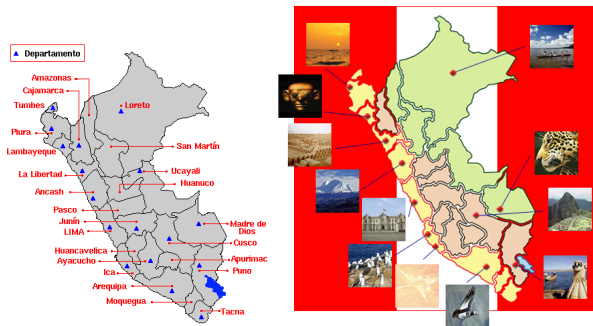 Departamento
Amazonas
Cajamarca
Tumbes
Loreto
Piura
Lambayeque
San Martín
La Libertad
Ucayali
Huanuco
Ancash
Pasco
Junín
LIMA
Madre de
Dios
Cusco
Huancavelica
Ayacucho
Apurimac
Ica
Puno
Arequipa
Moquegua
Tacna